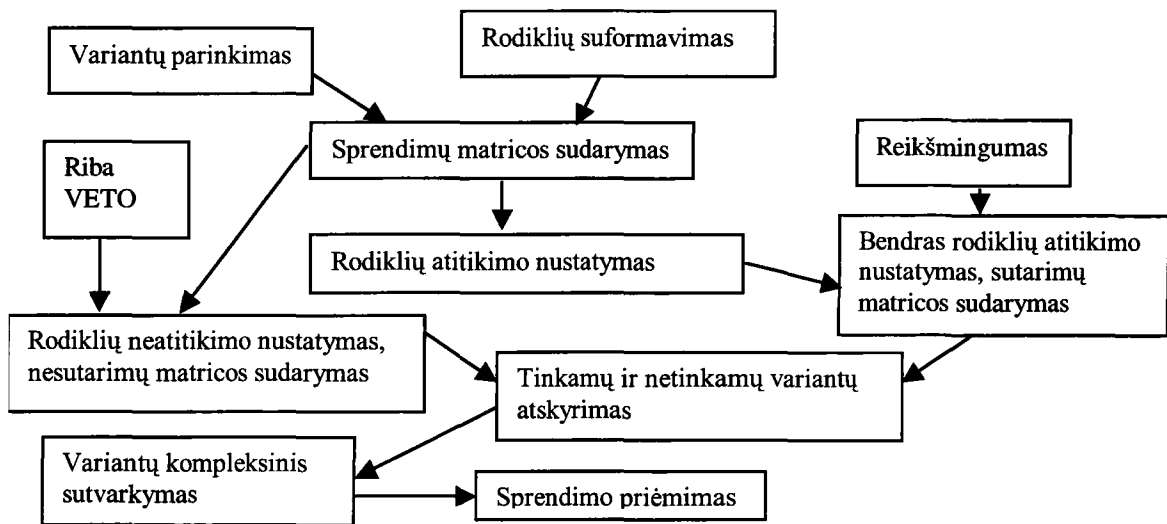 Variantų parinkimas
Rodiklių suformavimas
Sprendimų matricos sudarymas
Riba
VETO
Reikšmingumas
Rodiklių atitikimo nustatymas
Bendras rodiklių atitikimo
nustatymas, sutarimų
matricos sudarymas
Rodiklių neatitikimo nustatymas,
nesutarimų matricos sudarymas
Tinkamų ir netinkamų variantų
atskyrimas
Variantų kompleksinis
sutvarkymas
Sprendimo priėmimas